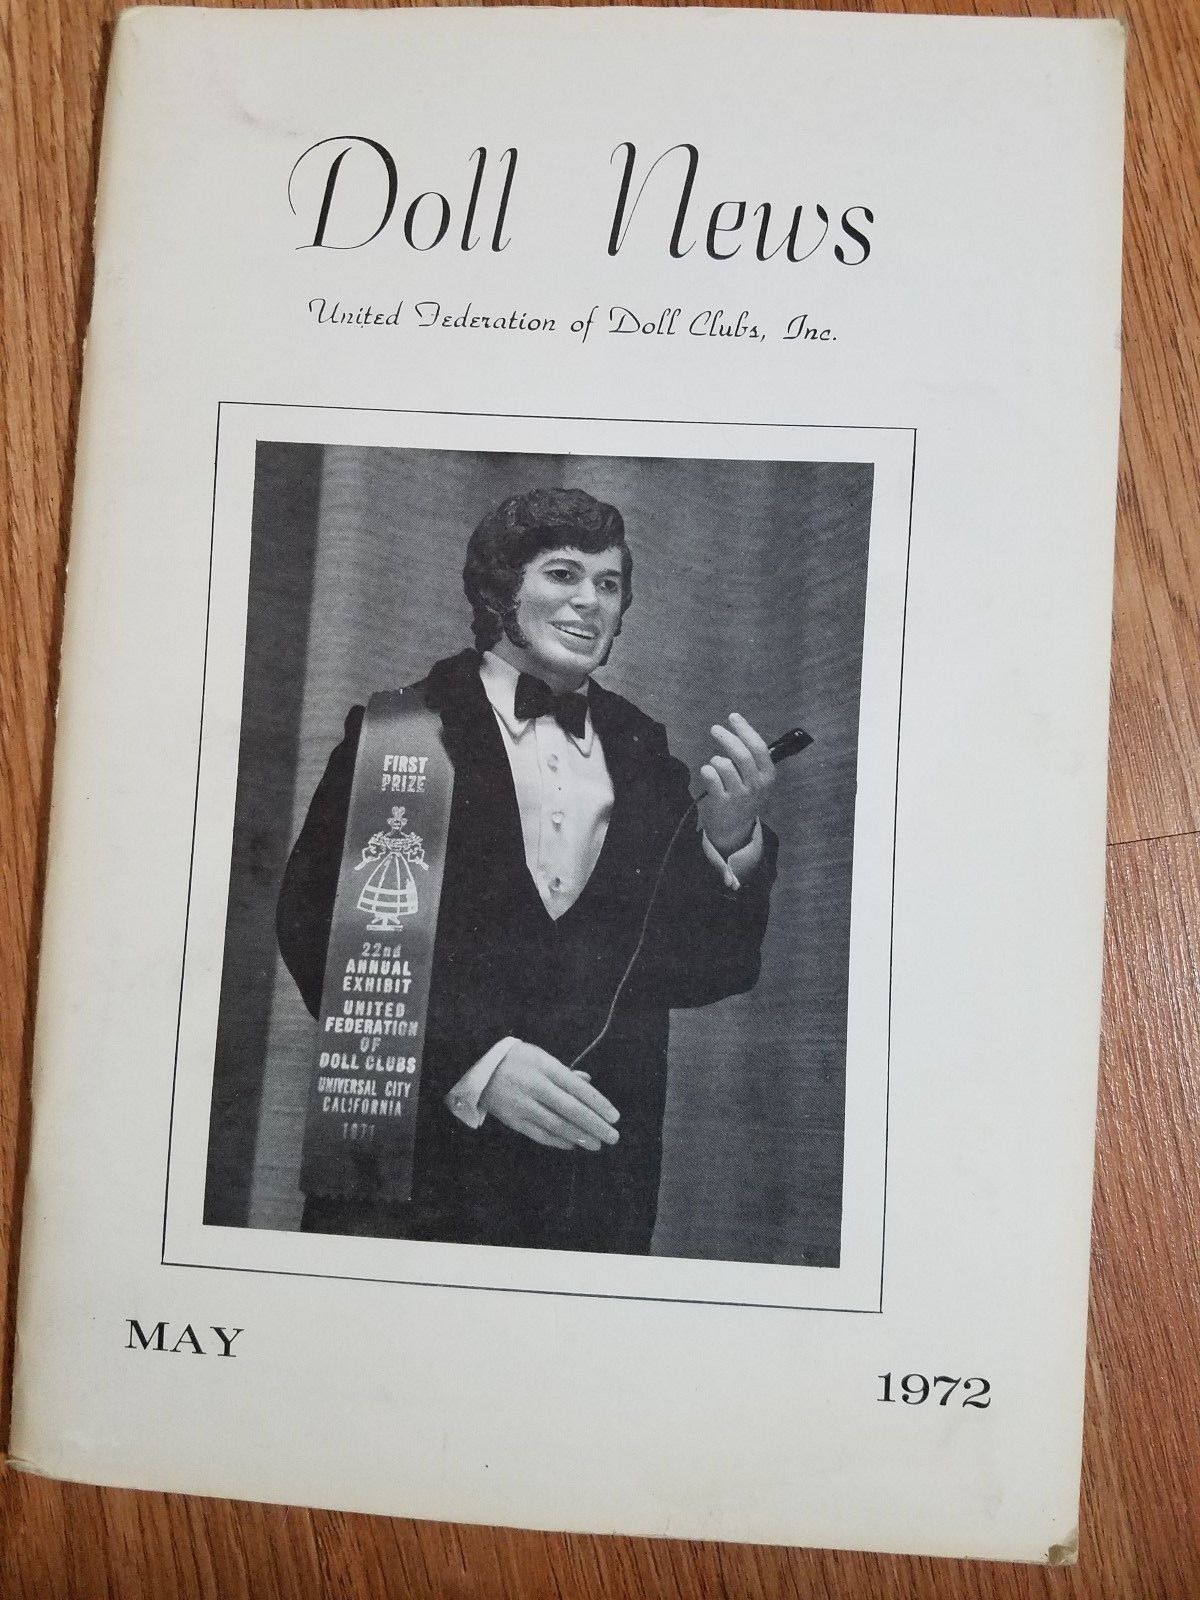 Doll News
United Federation of Doll Clubs, Inc.
FIRST
PRIZE
22nd
ANNUAL
EXHIBIT
UNITED
FEDERATION
OF
DOLL CLUBS
UNIVERSAL CITY
CALIFORNIA
1971
MAY
1972